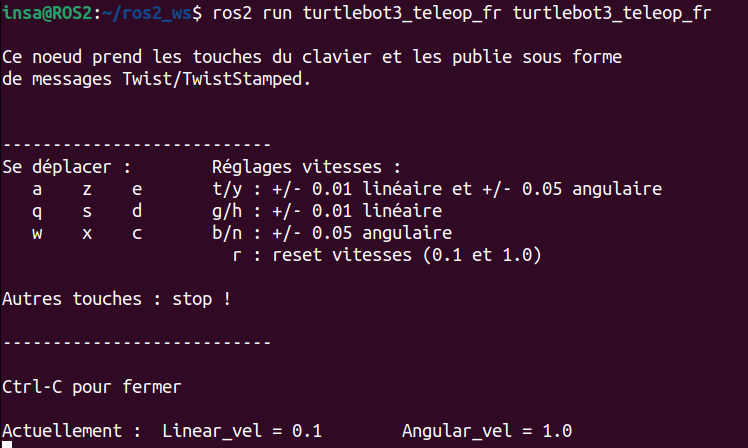 insa@ROS2:~/ros2_ws$ ros2 run turtlebot3_teleop_fr turtlebot3_teleop_fr
Ce noeud prend les touches du clavier et les publie sous forme
de messages Twist/TwistStamped.
---------------------------
Se déplacer :        Réglages vitesses :
   a    z    e       t/y : +/- 0.01 linéaire et +/- 0.05 angulaire
   q    s    d       g/h : +/- 0.01 linéaire
   w    x    c       b/n : +/- 0.05 angulaire
                       r : reset vitesses (0.1 et 1.0)
Autres touches : stop !
---------------------------
Ctrl-C pour fermer
Actuellement :  Linear_vel = 0.1        Angular_vel = 1.0